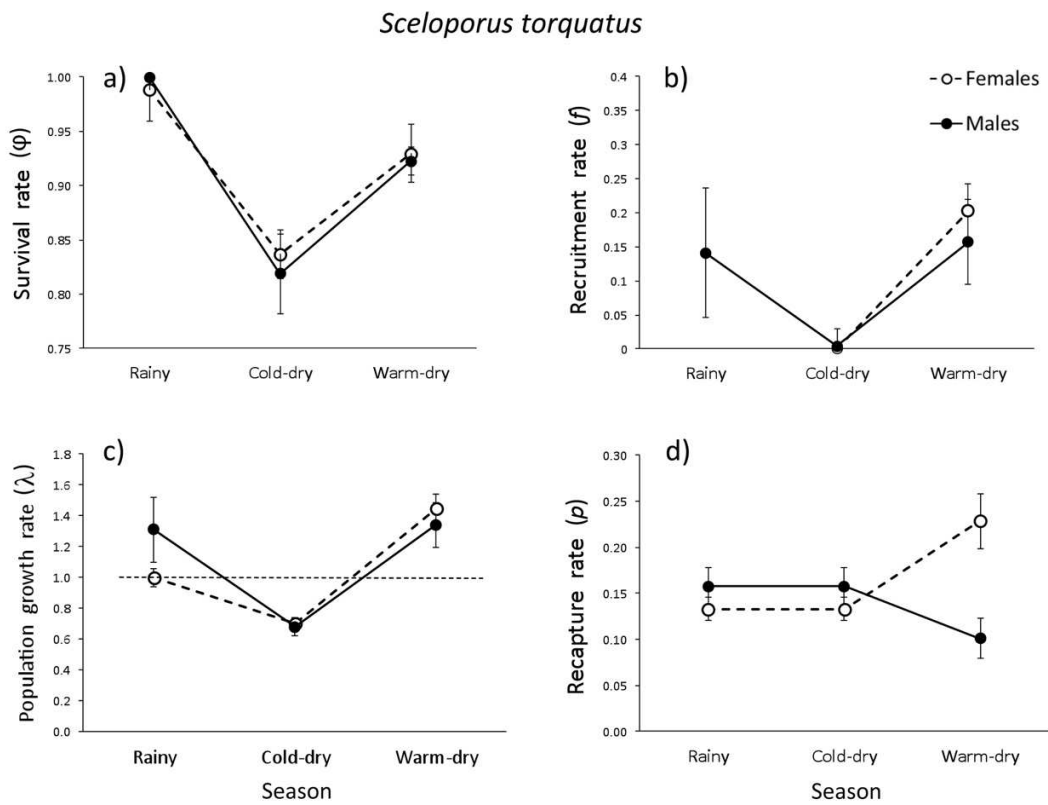 Sceloporus torquatus
a)
Survival rate (φ)
1.00
0.95
0.90
0.85
0.80
0.75
Rainy
Cold-dry
Warm-dry
b)
Recruitment rate (f)
0.4
0.35
0.3
0.25
0.2
0.15
0.1
0.05
0
Rainy
Cold-dry
Warm-dry
Females
Males
c)
Population growth rate (λ)
1.8
1.6
1.4
1.2
1.0
0.8
0.6
0.4
0.2
0.0
Rainy
Cold-dry
Warm-dry
Season
d)
Recapture rate (p)
0.30
0.25
0.20
0.15
0.10
0.05
0.00
Rainy
Cold-dry
Warm-dry
Season